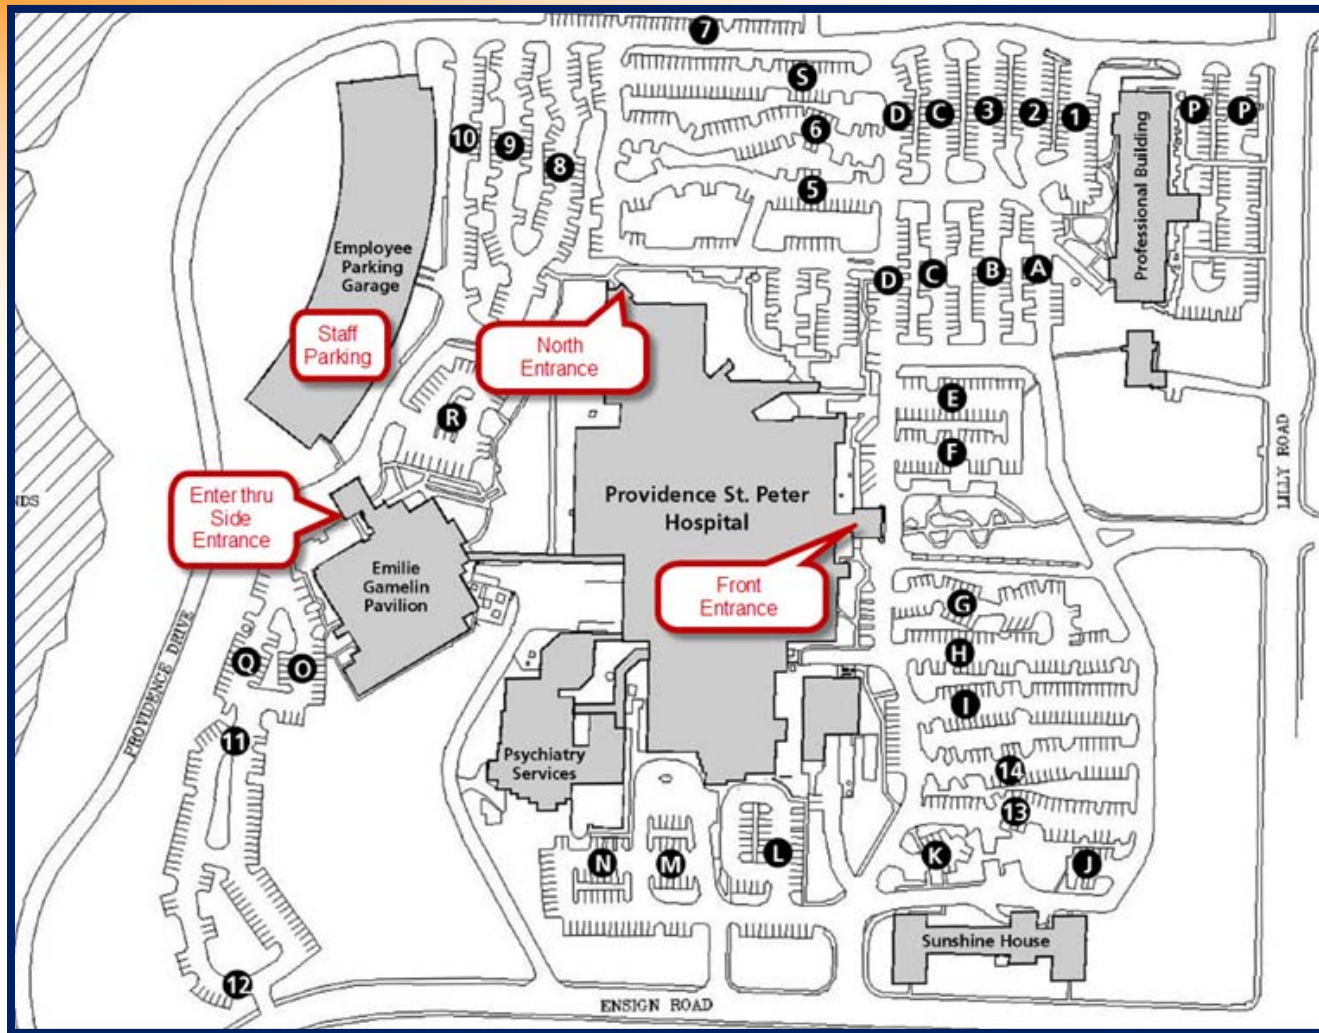 7
S
D
C
3
2
1
P
P
10
9
8
6
5
Professional Building
Employee
Parking
Garage
D
C
B
A
Staff
Parking
North
Entrance
R
E
F
LILLY ROAD
NDS
Enter thru
Side
Entrance
Providence St. Peter
Hospital
Emilie
Gamelin
Pavilion
Front
Entrance
G
H
I
PROVIDENCE DRIVE
Q
O
11
Psychiatry
Services
14
13
N
M
L
K
J
Sunshine House
12
ENSIGN ROAD